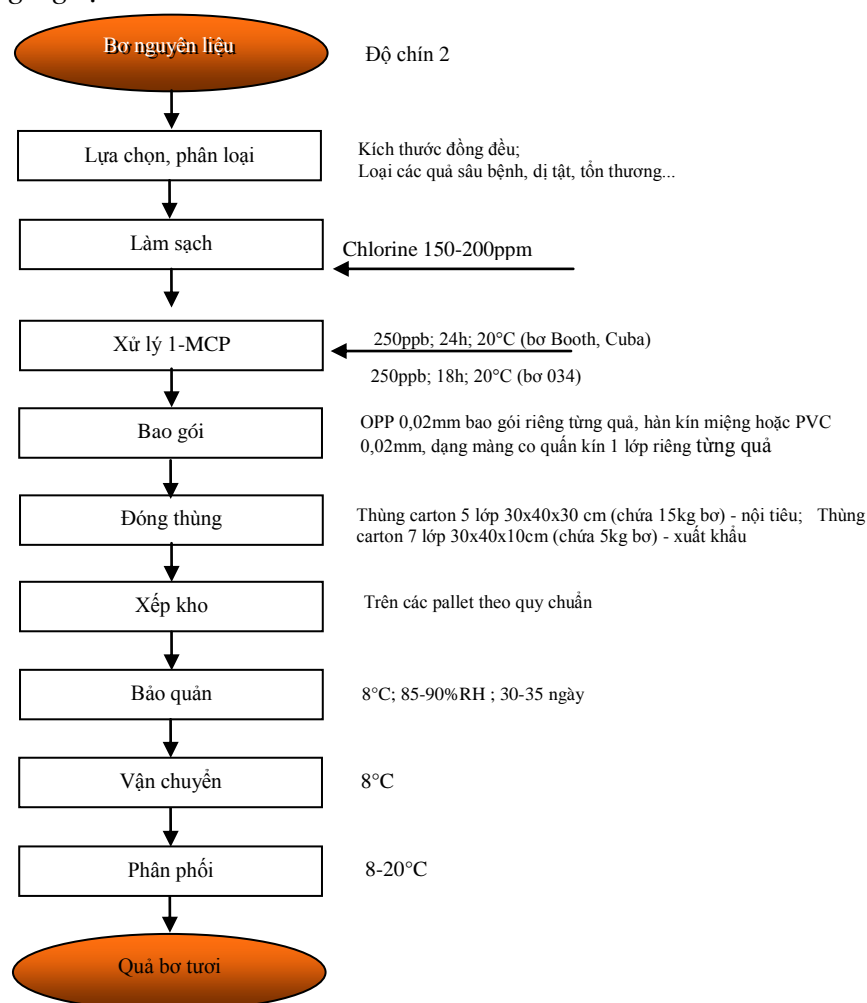 Bơ nguyên liệu
Độ chín 2
Lựa chọn, phân loại
Kích thước đồng đều;
Loại các quả sâu bệnh, dị tật, tổn thương...
Làm sạch
Chlorine 150-200ppm
Xử lý 1-MCP
250ppb; 24h; 20°C (bơ Booth, Cuba)
250ppb; 18h; 20°C (bơ 034)
Bao gói
OPP 0,02mm bao gói riêng từng quả, hàn kín miệng hoặc PVC
0,02mm, dạng màng co quấn kín 1 lớp riêng từng quả
Đóng thùng
Thùng carton 5 lớp 30x40x30 cm (chứa 15kg bơ) - nội tiêu; Thùng
carton 7 lớp 30x40x10cm (chứa 5kg bơ) - xuất khẩu
Xếp kho
Trên các pallet theo quy chuẩn
Bảo quản
8°C; 85-90%RH ; 30-35 ngày
Vận chuyển
8°C
Phân phối
8-20°C
Quả bơ tươi